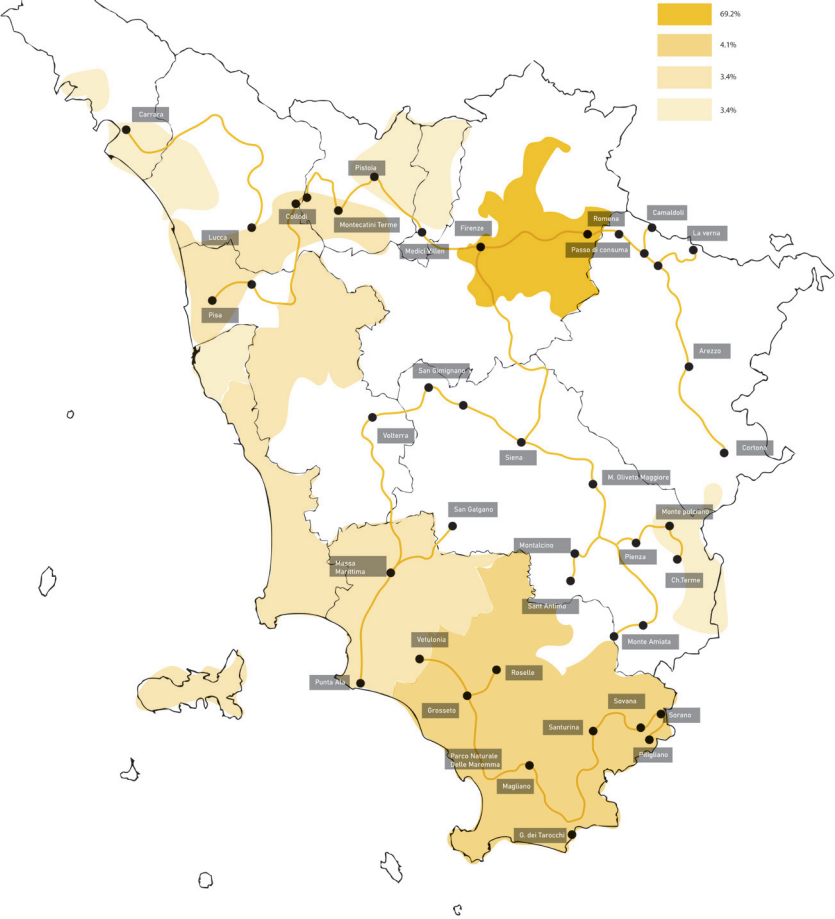 69.2%
4.1%
3.4%
3.4%
Carrara
Pistoia
Collodi
Montecatini Terme
Lucca
Medici Villen
Firenze
Romena
Camaldoli
La verna
Passo di consuma
Pisa
Arezzo
San Gimignano
Volterra
Siena
Cortona
M. Oliveto Maggiore
San Galgano
Monte pulciano
Montalcino
Pienza
Massa
Marittima
Ch.Terme
Sant Antimo
Vetulonia
Monte Amiata
Roselle
Punta Ala
Grosseto
Sovana
Sorano
Santurina
Pitigliano
Parco Naturale
Delle Maremma
Magliano
G. dei Tarocchi